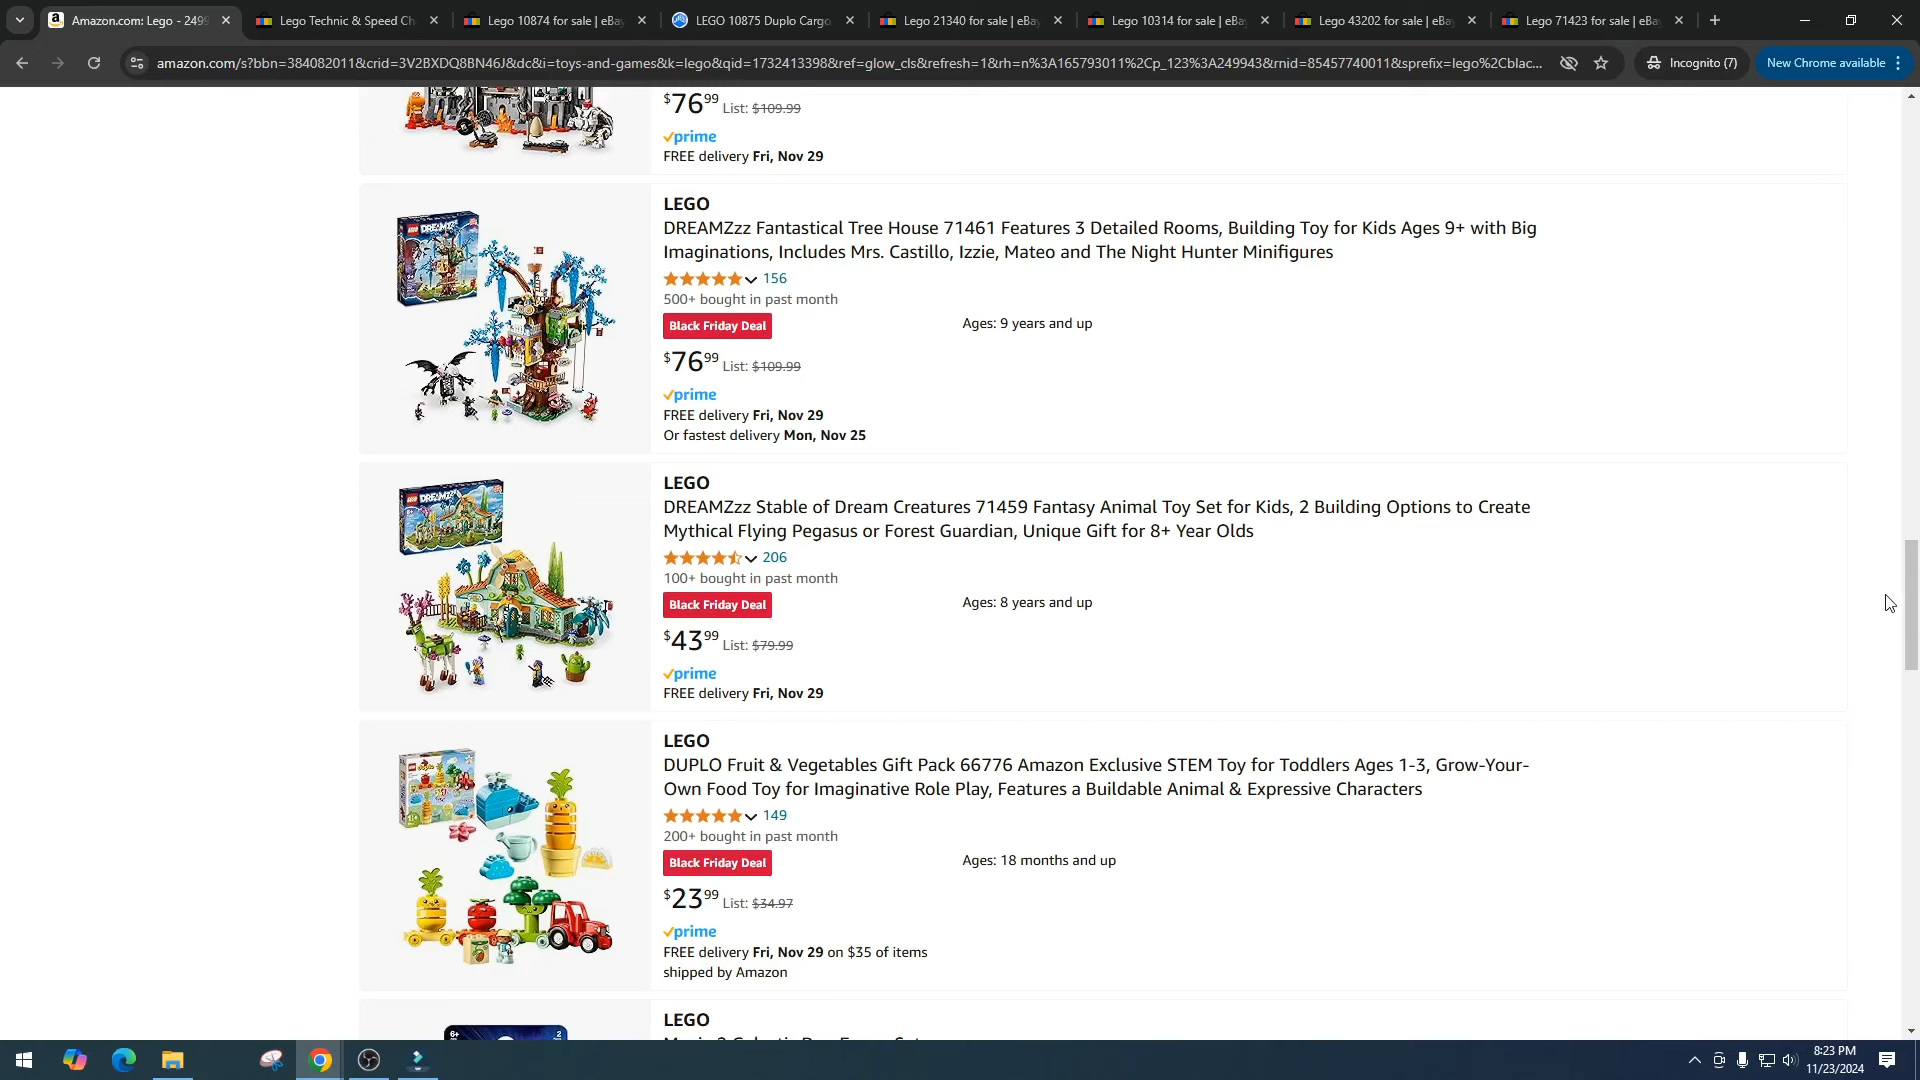 Amazon.com: Lego - 2499
Lego Technic & Speed Ch
Lego 10874 for sale | eBay
LEGO 10875 Duplo Cargo
Lego 21340 for sale | eBay
Lego 10314 for sale | eBay
Lego 43202 for sale | eBay
Lego 71423 for sale | eBay
amazon.com/s?bbn=384082011&crid=3V2BXDQ8BN46J&dc&i=toys-and-games&k=lego&qid=1732413398&ref=glow_cls&refresh=1&rh=n%3A165793011%2Cp_123%3A249943&rnid=85457740011&sprefix=lego%2Cblac...
Incognito (7)
New Chrome available
$76.99 List: $109.99
prime
FREE delivery Fri, Nov 29
LEGO
DREAMZzz Fantastical Tree House 71461 Features 3 Detailed Rooms, Building Toy for Kids Ages 9+ with Big
Imaginations, Includes Mrs. Castillo, Izzie, Mateo and The Night Hunter Minifigures
156
500+ bought in past month
Black Friday Deal
Ages: 9 years and up
$76.99 List: $109.99
prime
FREE delivery Fri, Nov 29
Or fastest delivery Mon, Nov 25
LEGO
DREAMZzz Stable of Dream Creatures 71459 Fantasy Animal Toy Set for Kids, 2 Building Options to Create
Mythical Flying Pegasus or Forest Guardian, Unique Gift for 8+ Year Olds
206
100+ bought in past month
Black Friday Deal
Ages: 8 years and up
$43.99 List: $79.99
prime
FREE delivery Fri, Nov 29
LEGO
DUPLO Fruit & Vegetables Gift Pack 66776 Amazon Exclusive STEM Toy for Toddlers Ages 1-3, Grow-Your-
Own Food Toy for Imaginative Role Play, Features a Buildable Animal & Expressive Characters
149
200+ bought in past month
Black Friday Deal
Ages: 18 months and up
$23.99 List: $34.97
prime
FREE delivery Fri, Nov 29 on $35 of items
shipped by Amazon
6+
2
LEGO
8:23 PM
11/23/2024